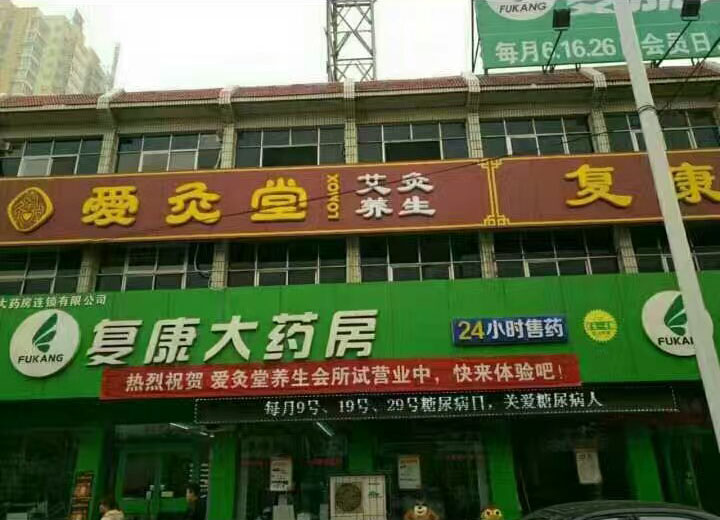 FUKANG
每月6.16.26 会员日
爱灸堂
LOVOX
艾灸
养生
复康
大药房连锁有限公司
FUKANG
复康大药房
24小时售药
FUKANG
热烈祝贺 爱灸堂养生会所试营业中，快来体验吧！
每月9号、19号、29号糖尿病日，关爱糖尿病人